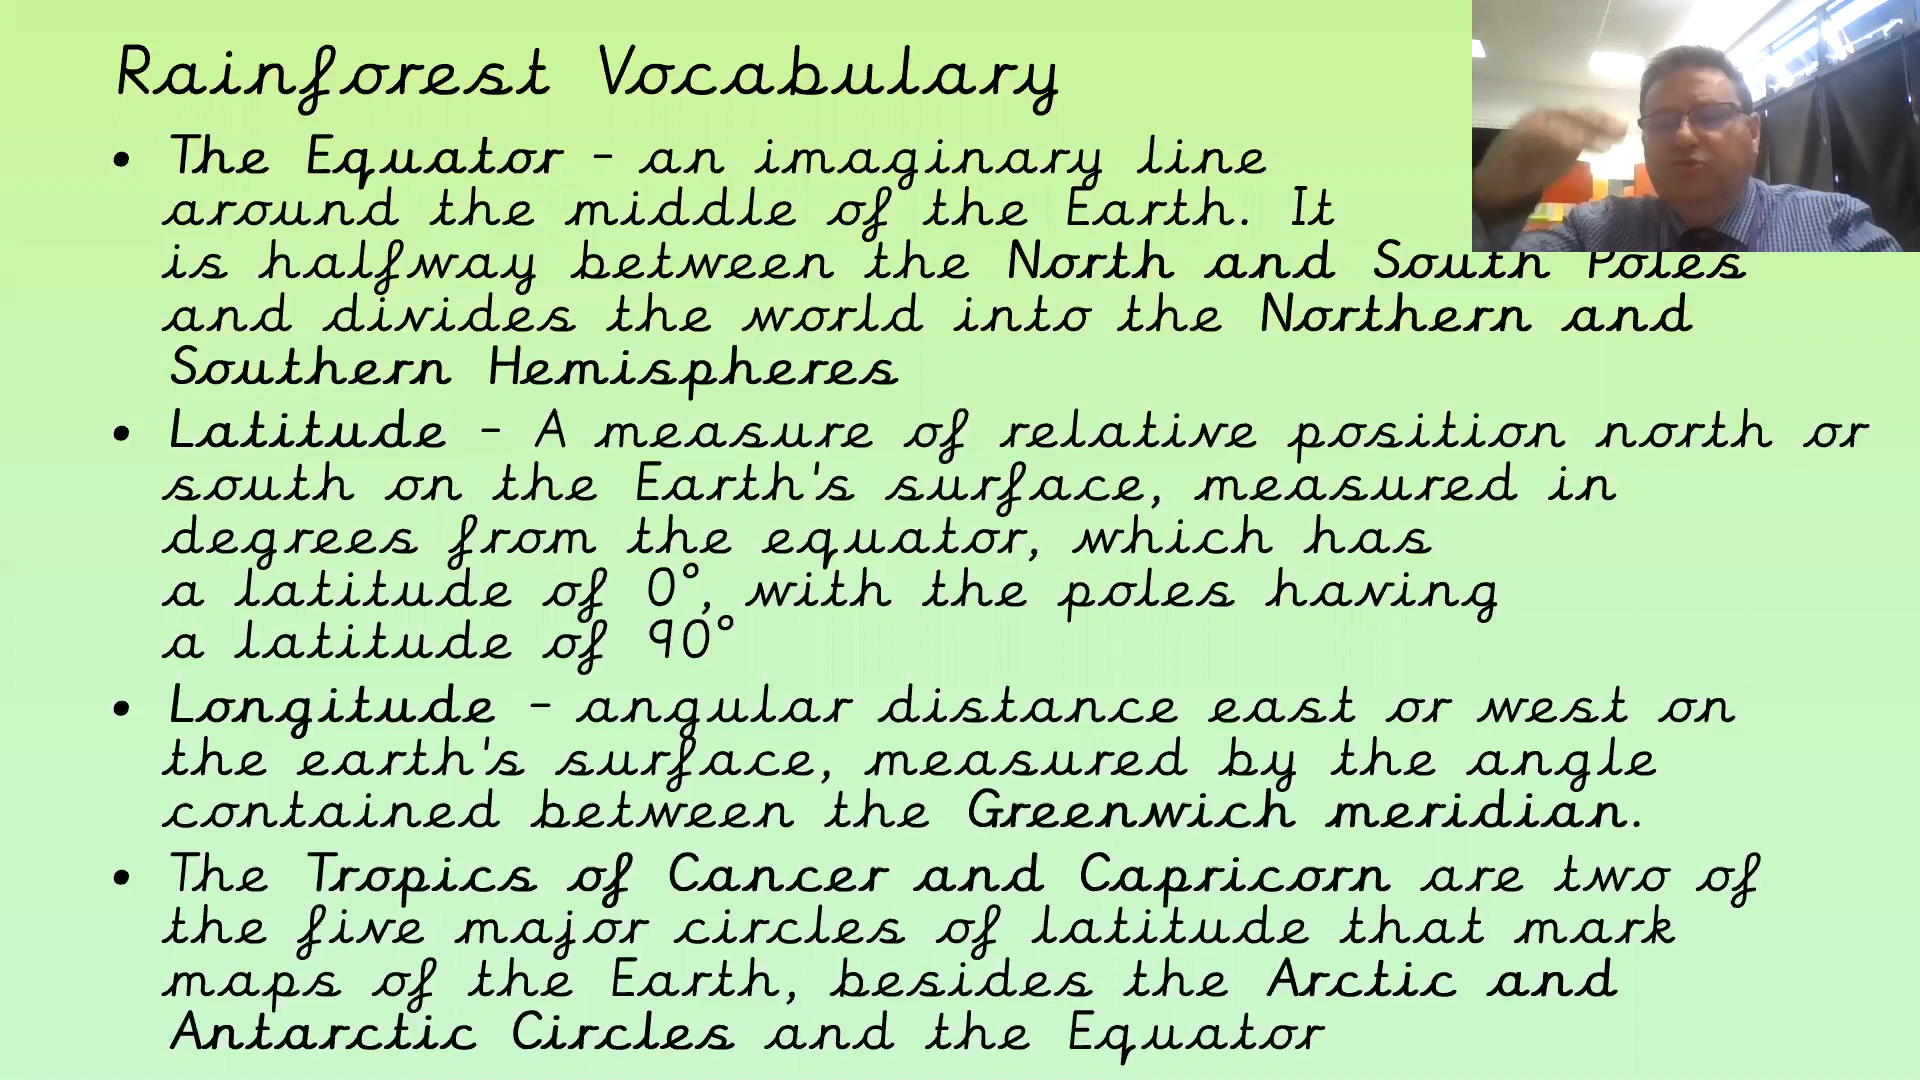 Rainforest Vocabulary
• The Equator - an imaginary line
around the middle of the Earth. It
is halfway between the North and South Poles
and divides the world into the Northern and
Southern Hemispheres
• Latitude - A measure of relative position north or
south on the Earth's surface, measured in
degrees from the equator, which has
a latitude of 0°, with the poles having
a latitude of 90°
• Longitude - angular distance east or west on
the earth's surface, measured by the angle
contained between the Greenwich meridian.
• The Tropics of Cancer and Capricorn are two of
the five major circles of latitude that mark
maps of the Earth, besides the Arctic and
Antarctic Circles and the Equator